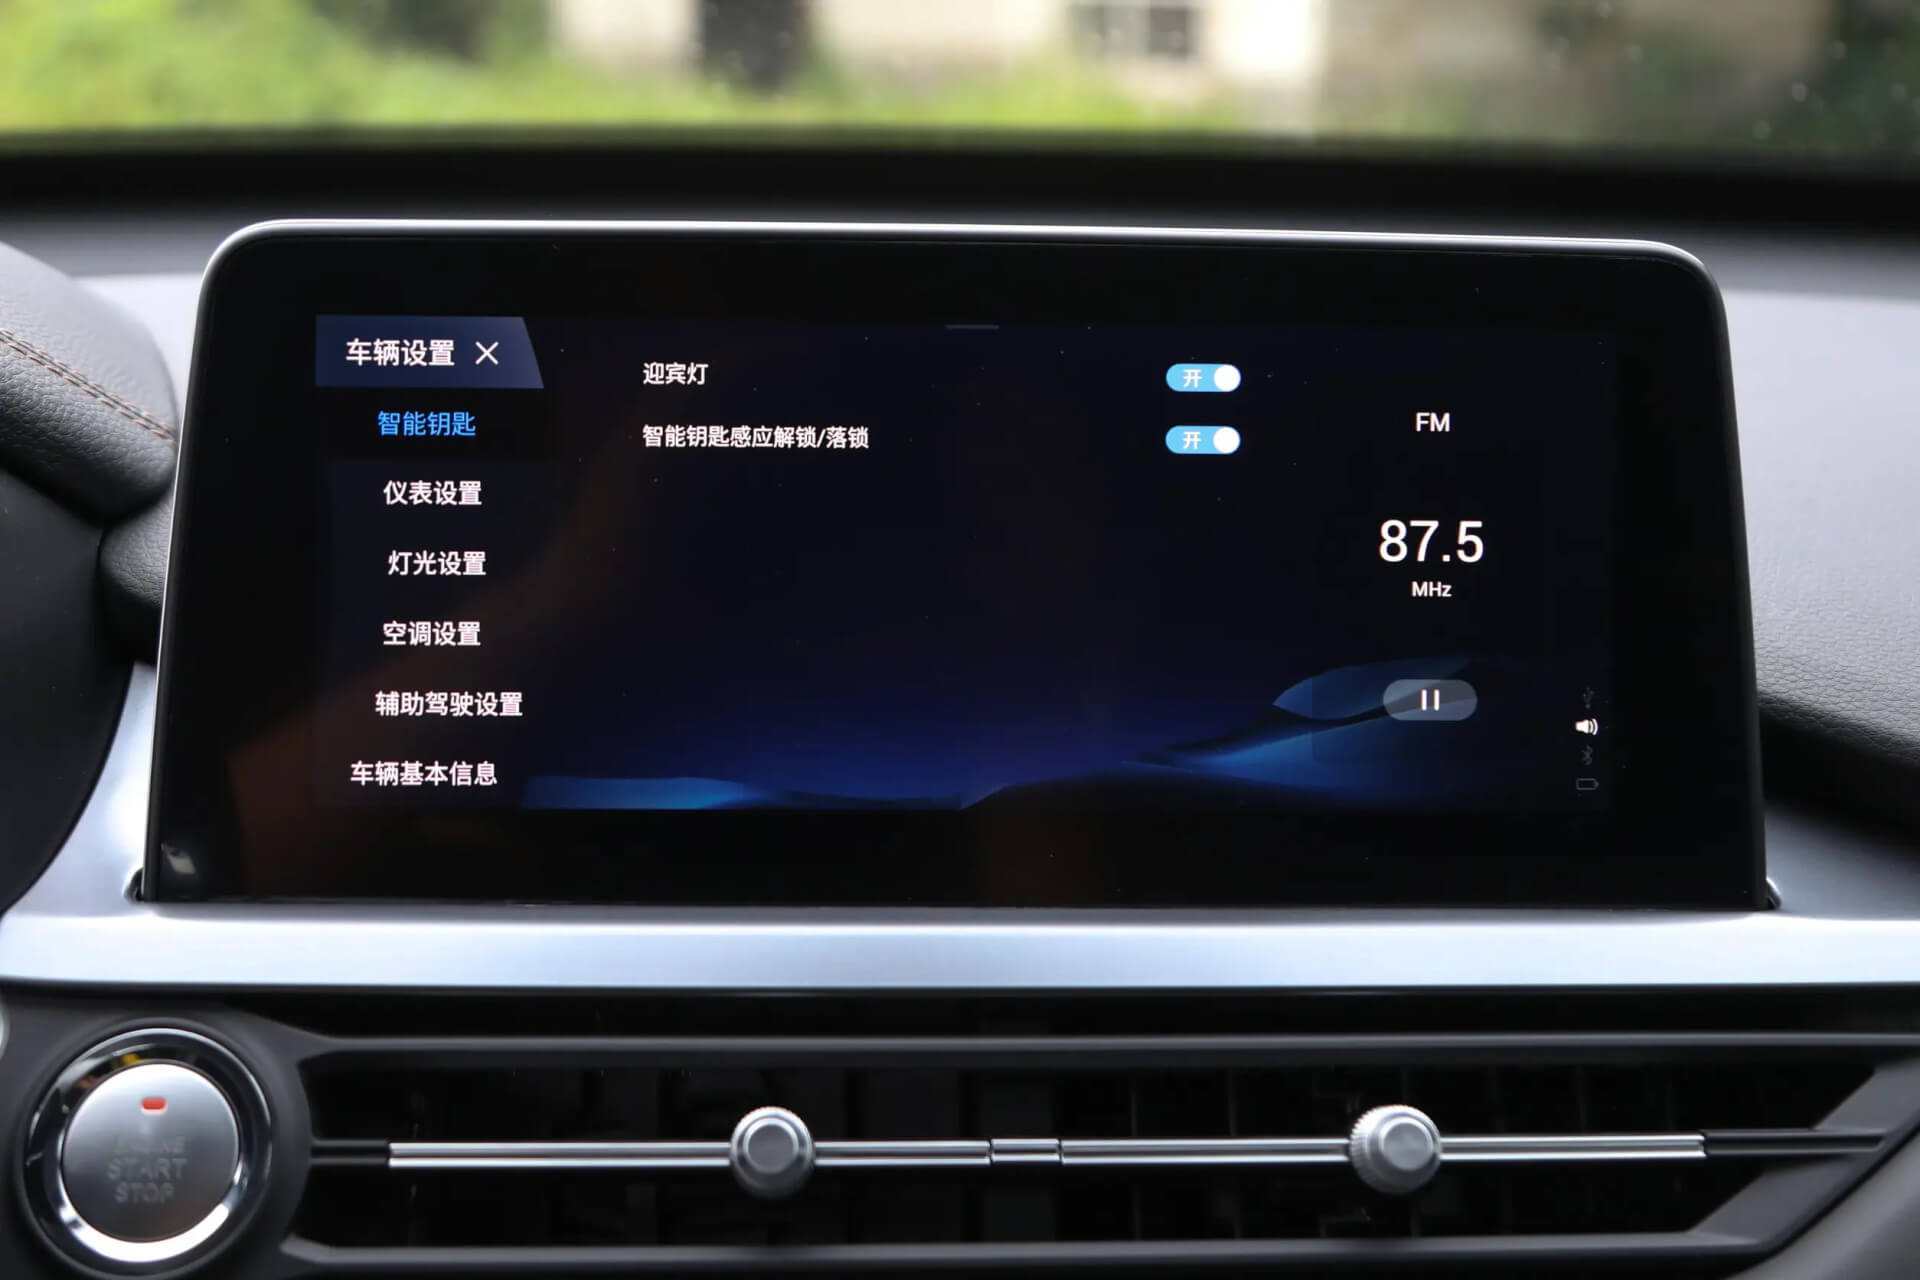 车辆设置
智能钥匙
仪表设置
灯光设置
空调设置
辅助驾驶设置
车辆基本信息
迎宾灯 开
智能钥匙感应解锁/落锁 开
FM
87.5
MHz
ENGINE
START
STOP